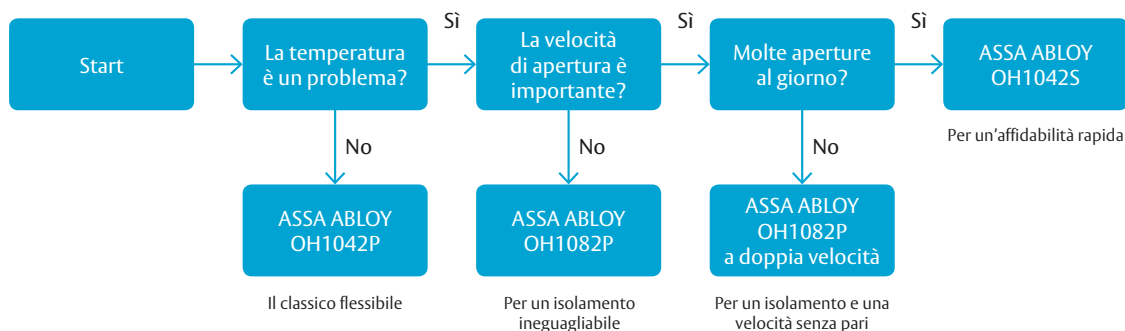 Start
La temperatura
è un problema?
Sì
La velocità
di apertura è
importante?
Sì
Molte aperture
al giorno?
Sì
ASSA ABLOY
OH1042S
Per un'affidabilità rapida
No
No
No
ASSA ABLOY
OH1042P
Il classico flessibile
ASSA ABLOY
OH1082P
Per un isolamento
ineguagliabile
ASSA ABLOY
OH1082P
a doppia velocità
Per un isolamento e una
velocità senza pari